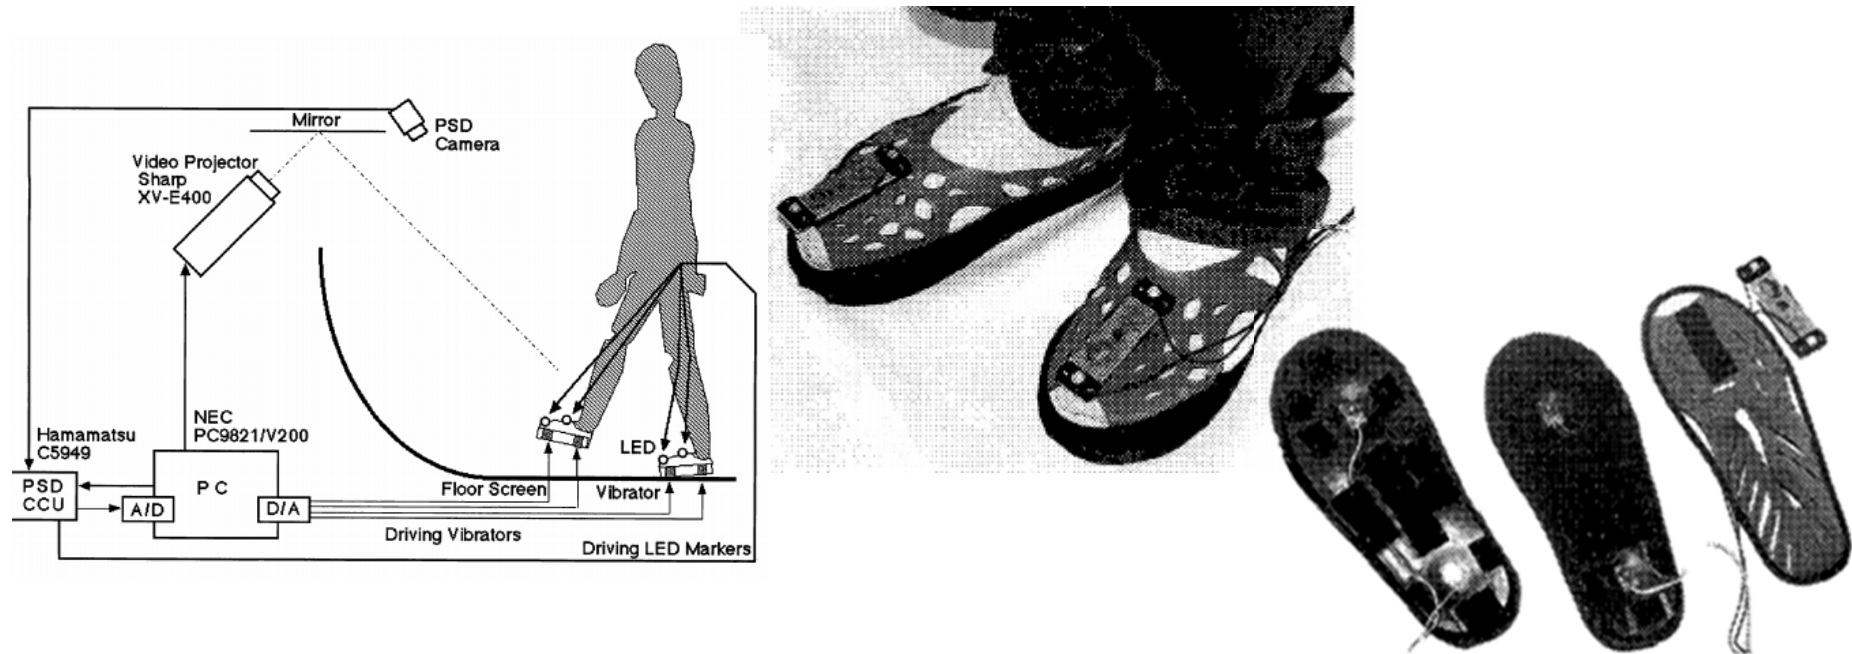 Mirror
PSD
Camera
Video Projector
Sharp
XV-E400
NEC
PC9821/V200
Hamamatsu
C5949
LED
PSD
CCU
P C
A/D
D/A
Floor Screen
Vibrator
Driving Vibrators
Driving LED Markers